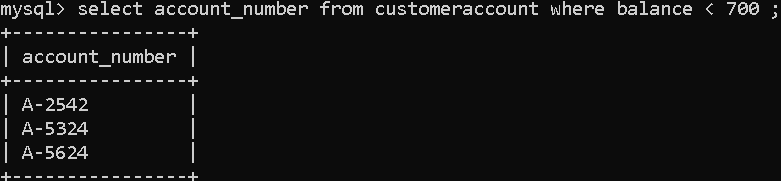 mysql> select account_number from customeraccount where balance < 700 ;
+----------------+
| account_number |
+----------------+
| A-2542         |
| A-5324         |
| A-5624         |
+----------------+